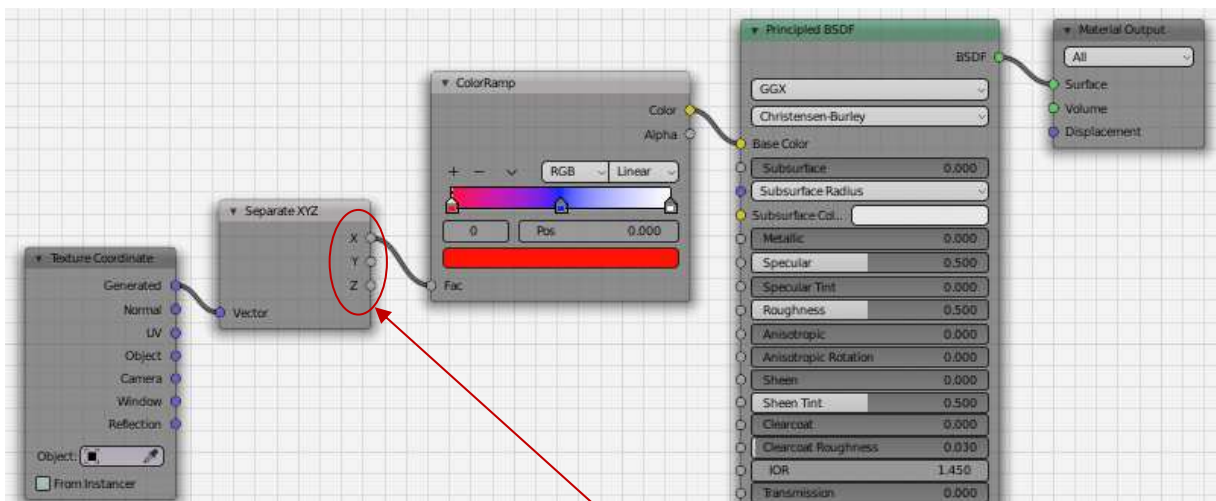 Texture Coordinate
Generated
Normal
UV
Object
Camera
Window
Reflection
Object:
From Instancer
Separate XYZ
X
Y
Z
Vector
ColorRamp
Color
Alpha
+ − RGB Linear
0 Pos 0.000
Fac
Principled BSDF
BSDF
GGX
Christensen-Burley
Base Color
Subsurface 0.000
Subsurface Radius
Subsurface Col...
Metallic 0.000
Specular 0.500
Specular Tint 0.000
Roughness 0.500
Anisotropic 0.000
Anisotropic Rotation 0.000
Sheen 0.000
Sheen Tint 0.500
Clearcoat 0.000
Clearcoat Roughness 0.030
IOR 1.450
Transmission 0.000
Material Output
All
Surface
Volume
Displacement